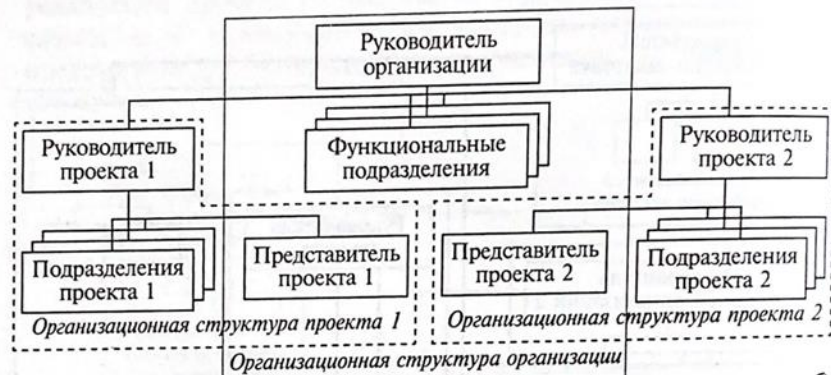 Руководитель
организации
Руководитель
проекта 1
Функциональные
подразделения
Руководитель
проекта 2
Подразделения
проекта 1
Представитель
проекта 1
Представитель
проекта 2
Подразделения
проекта 2
Организационная структура проекта 1
Организационная структура проекта 2
Организационная структура организации